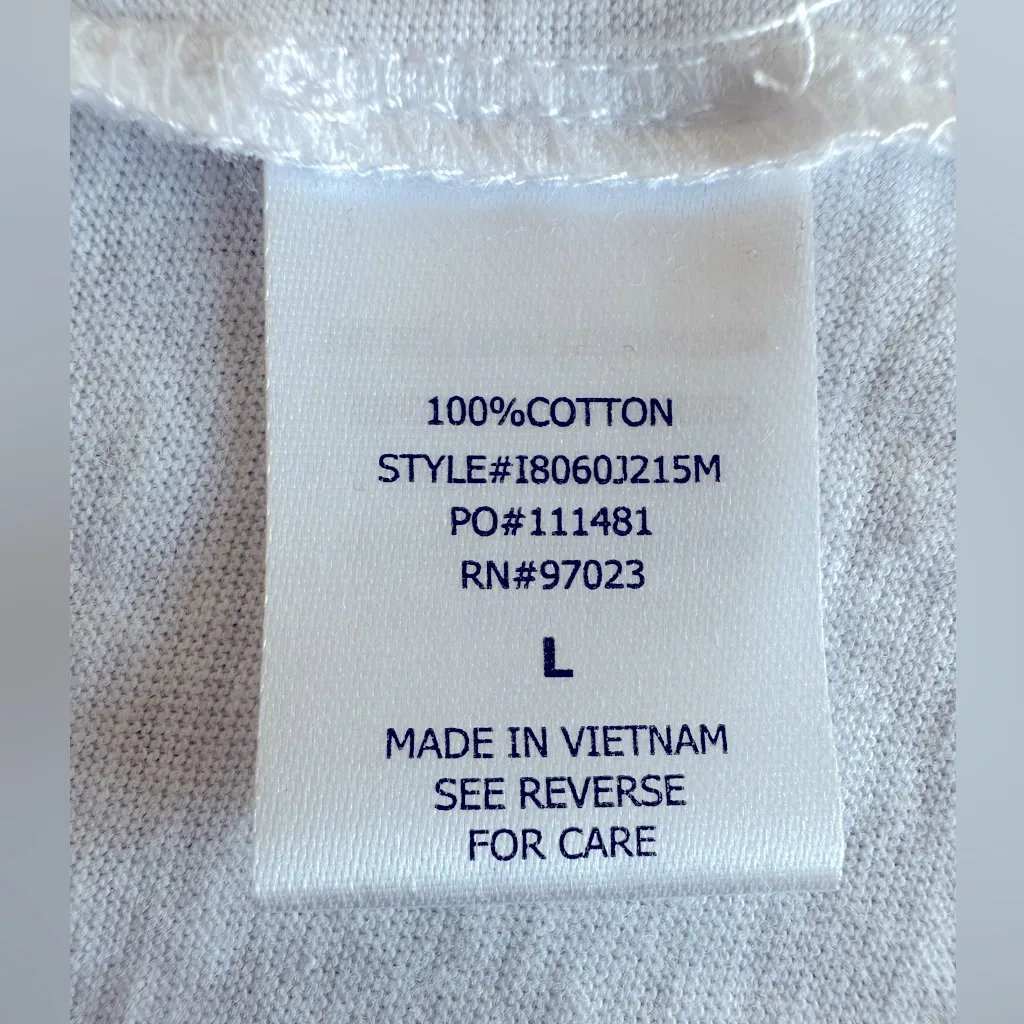 100%COTTON
STYLE#I8060J215M
PO#111481
RN#97023
L
MADE IN VIETNAM
SEE REVERSE
FOR CARE